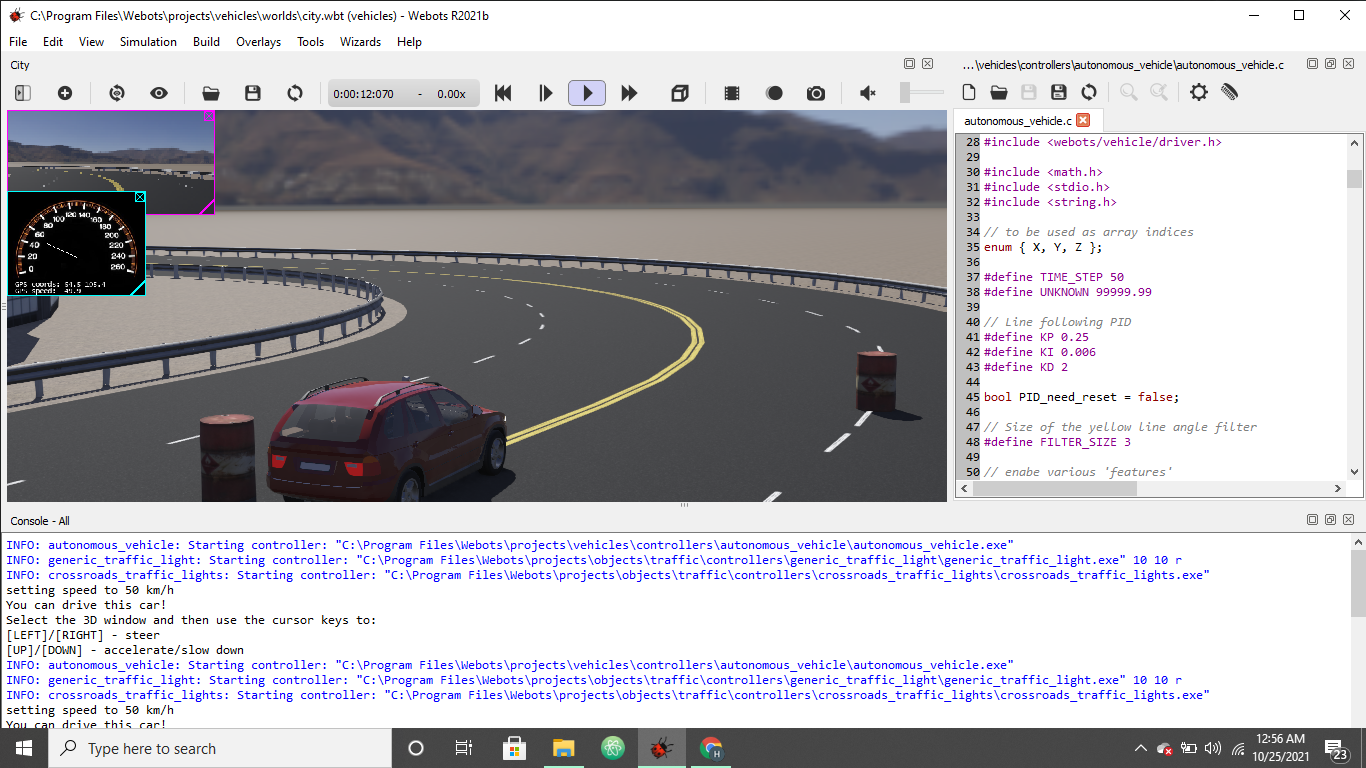 C:\Program Files\Webots\projects\vehicles\worlds\city.wbt (vehicles) - Webots R2021b
File Edit View Simulation Build Overlays Tools Wizards Help
City
0:00:12:070 - 0.00x
20
40
60
80
100
120 140
160
180
200
220
240
260
0
GPS coords: 54.5 105.4
GPS speed: 49.9
...\vehicles\controllers\autonomous_vehicle\autonomous_vehicle.c
autonomous_vehicle.c
28 #include <webots/vehicle/driver.h>
29
30 #include <math.h>
31 #include <stdio.h>
32 #include <string.h>
33
34 // to be used as array indices
35 enum { X, Y, Z };
36
37 #define TIME_STEP 50
38 #define UNKNOWN 99999.99
39
40 // Line following PID
41 #define KP 0.25
42 #define KI 0.006
43 #define KD 2
44
45 bool PID_need_reset = false;
46
47 // Size of the yellow line angle filter
48 #define FILTER_SIZE 3
49
50 // enabe various 'features'
Console - All
INFO: autonomous_vehicle: Starting controller: "C:\Program Files\Webots\projects\vehicles\controllers\autonomous_vehicle\autonomous_vehicle.exe"
INFO: generic_traffic_light: Starting controller: "C:\Program Files\Webots\projects\objects\traffic\controllers\generic_traffic_light\generic_traffic_light.exe" 10 10 r
INFO: crossroads_traffic_lights: Starting controller: "C:\Program Files\Webots\projects\objects\traffic\controllers\crossroads_traffic_lights\crossroads_traffic_lights.exe"
setting speed to 50 km/h
You can drive this car!
Select the 3D window and then use the cursor keys to:
[LEFT]/[RIGHT] - steer
[UP]/[DOWN] - accelerate/slow down
INFO: autonomous_vehicle: Starting controller: "C:\Program Files\Webots\projects\vehicles\controllers\autonomous_vehicle\autonomous_vehicle.exe"
INFO: generic_traffic_light: Starting controller: "C:\Program Files\Webots\projects\objects\traffic\controllers\generic_traffic_light\generic_traffic_light.exe" 10 10 r
INFO: crossroads_traffic_lights: Starting controller: "C:\Program Files\Webots\projects\objects\traffic\controllers\crossroads_traffic_lights\crossroads_traffic_lights.exe"
setting speed to 50 km/h
You can drive this car!
Type here to search
H
12:56 AM
10/25/2021
23